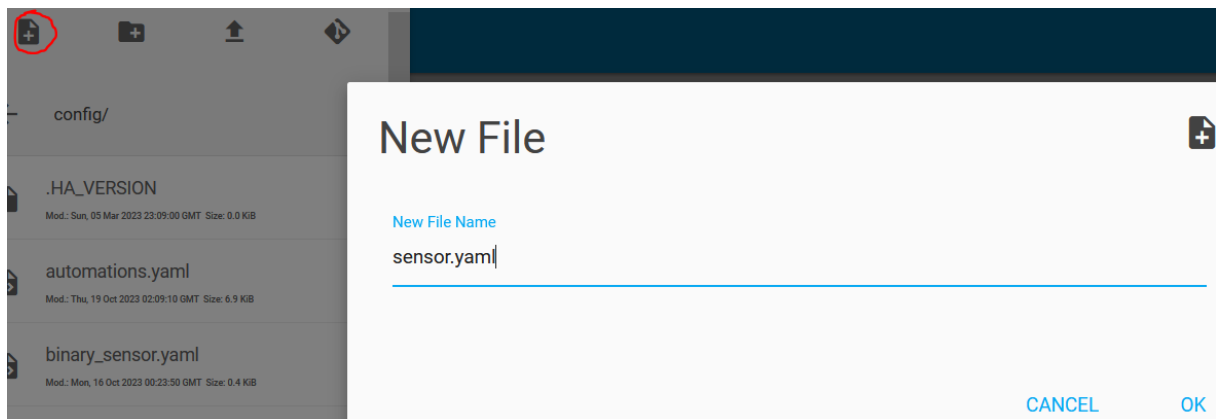 config/
New File
.HA_VERSION
Mod.: Sun, 05 Mar 2023 23:09:00 GMT Size: 0.0 KiB
New File Name
sensor.yaml
automations.yaml
Mod.: Thu, 19 Oct 2023 02:09:10 GMT Size: 6.9 KiB
binary_sensor.yaml
Mod.: Mon, 16 Oct 2023 00:23:50 GMT Size: 0.4 KiB
CANCEL OK